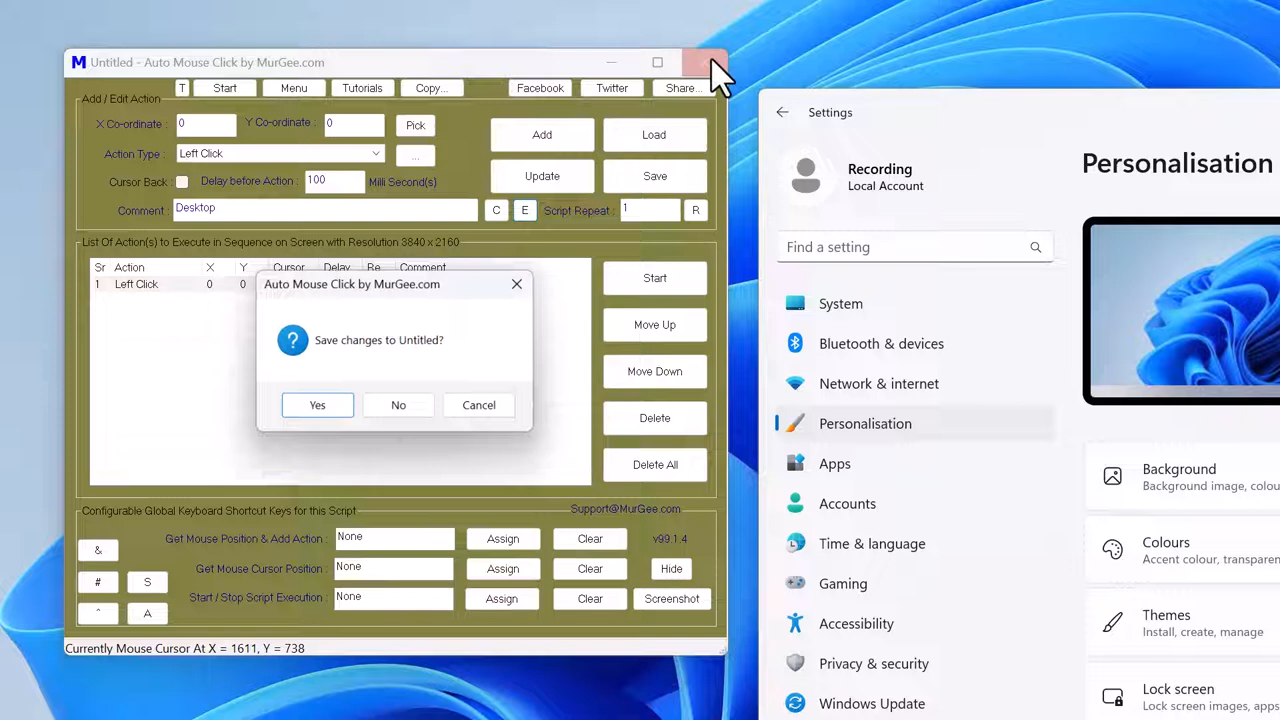 M Untitled - Auto Mouse Click by MurGee.com
T Start Menu Tutorials Copy... Facebook Twitter Share...
Add / Edit Action
X Co-ordinate : 0 Y Co-ordinate : 0 Pick
Add Load
Action Type : Left Click ...
Cursor Back : Delay before Action : 100 Milli Second(s)
Update Save
Comment : Desktop C E Script Repeat : 1 R
List Of Action(s) to Execute in Sequence on Screen with Resolution 3840 x 2160
Sr Action X Y Cursor Delay Re Comment
1 Left Click 0 0
Start
Move Up
Move Down
Delete
Delete All
Auto Mouse Click by MurGee.com
? Save changes to Untitled?
Yes No Cancel
Configurable Global Keyboard Shortcut Keys for this Script Support@MurGee.com
Get Mouse Position & Add Action : None Assign Clear v99.1.4
&
Get Mouse Cursor Position : None Assign Clear Hide
# S
Start / Stop Script Execution : None Assign Clear Screenshot
^ A
Currently Mouse Cursor At X = 1611, Y = 738
Settings
Recording
Local Account
Find a setting
System
Bluetooth & devices
Network & internet
Personalisation
Apps
Accounts
Time & language
Gaming
Accessibility
Privacy & security
Windows Update
Personalisation
Background
Background image, colou
Colours
Accent colour, transparen
Themes
Install, create, manage
Lock screen
Lock screen images, apps